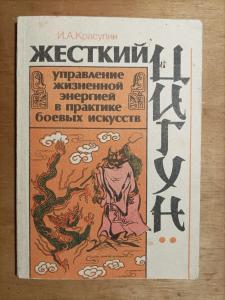 И.А.Красулин
ЖЕСТКИЙ
ЦИГУН
управление
жизненной
энергией
в практике
боевых искусств